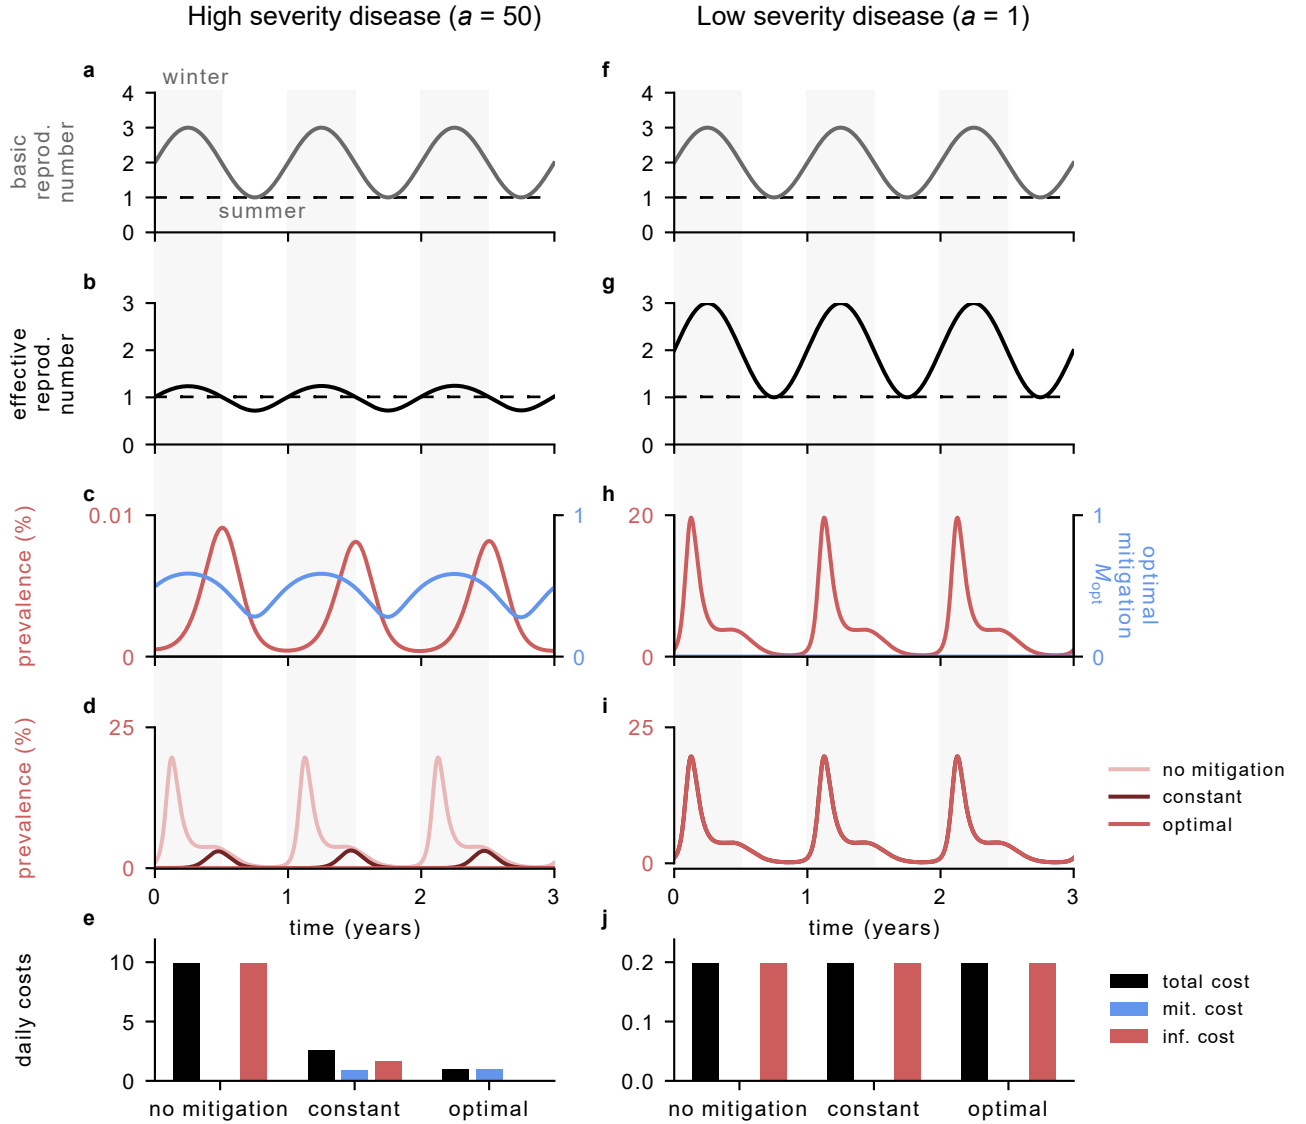 High severity disease (a = 50)
Low severity disease (a = 1)
a
winter
basic
reprod.
number
4
3
2
1
0
summer
f
4
3
2
1
0
b
effective
reprod.
number
3
2
1
0
g
3
2
1
0
c
prevalence (%)
0.01
0
1
0
h
20
0
1
0
optimal
mitigation
Mopt
d
prevalence (%)
25
0
0
1
2
3
time (years)
i
25
0
0
1
2
3
time (years)
no mitigation
constant
optimal
e
daily costs
10
5
0
no mitigation
constant
optimal
j
0.2
0.1
0.0
no mitigation
constant
optimal
total cost
mit. cost
inf. cost